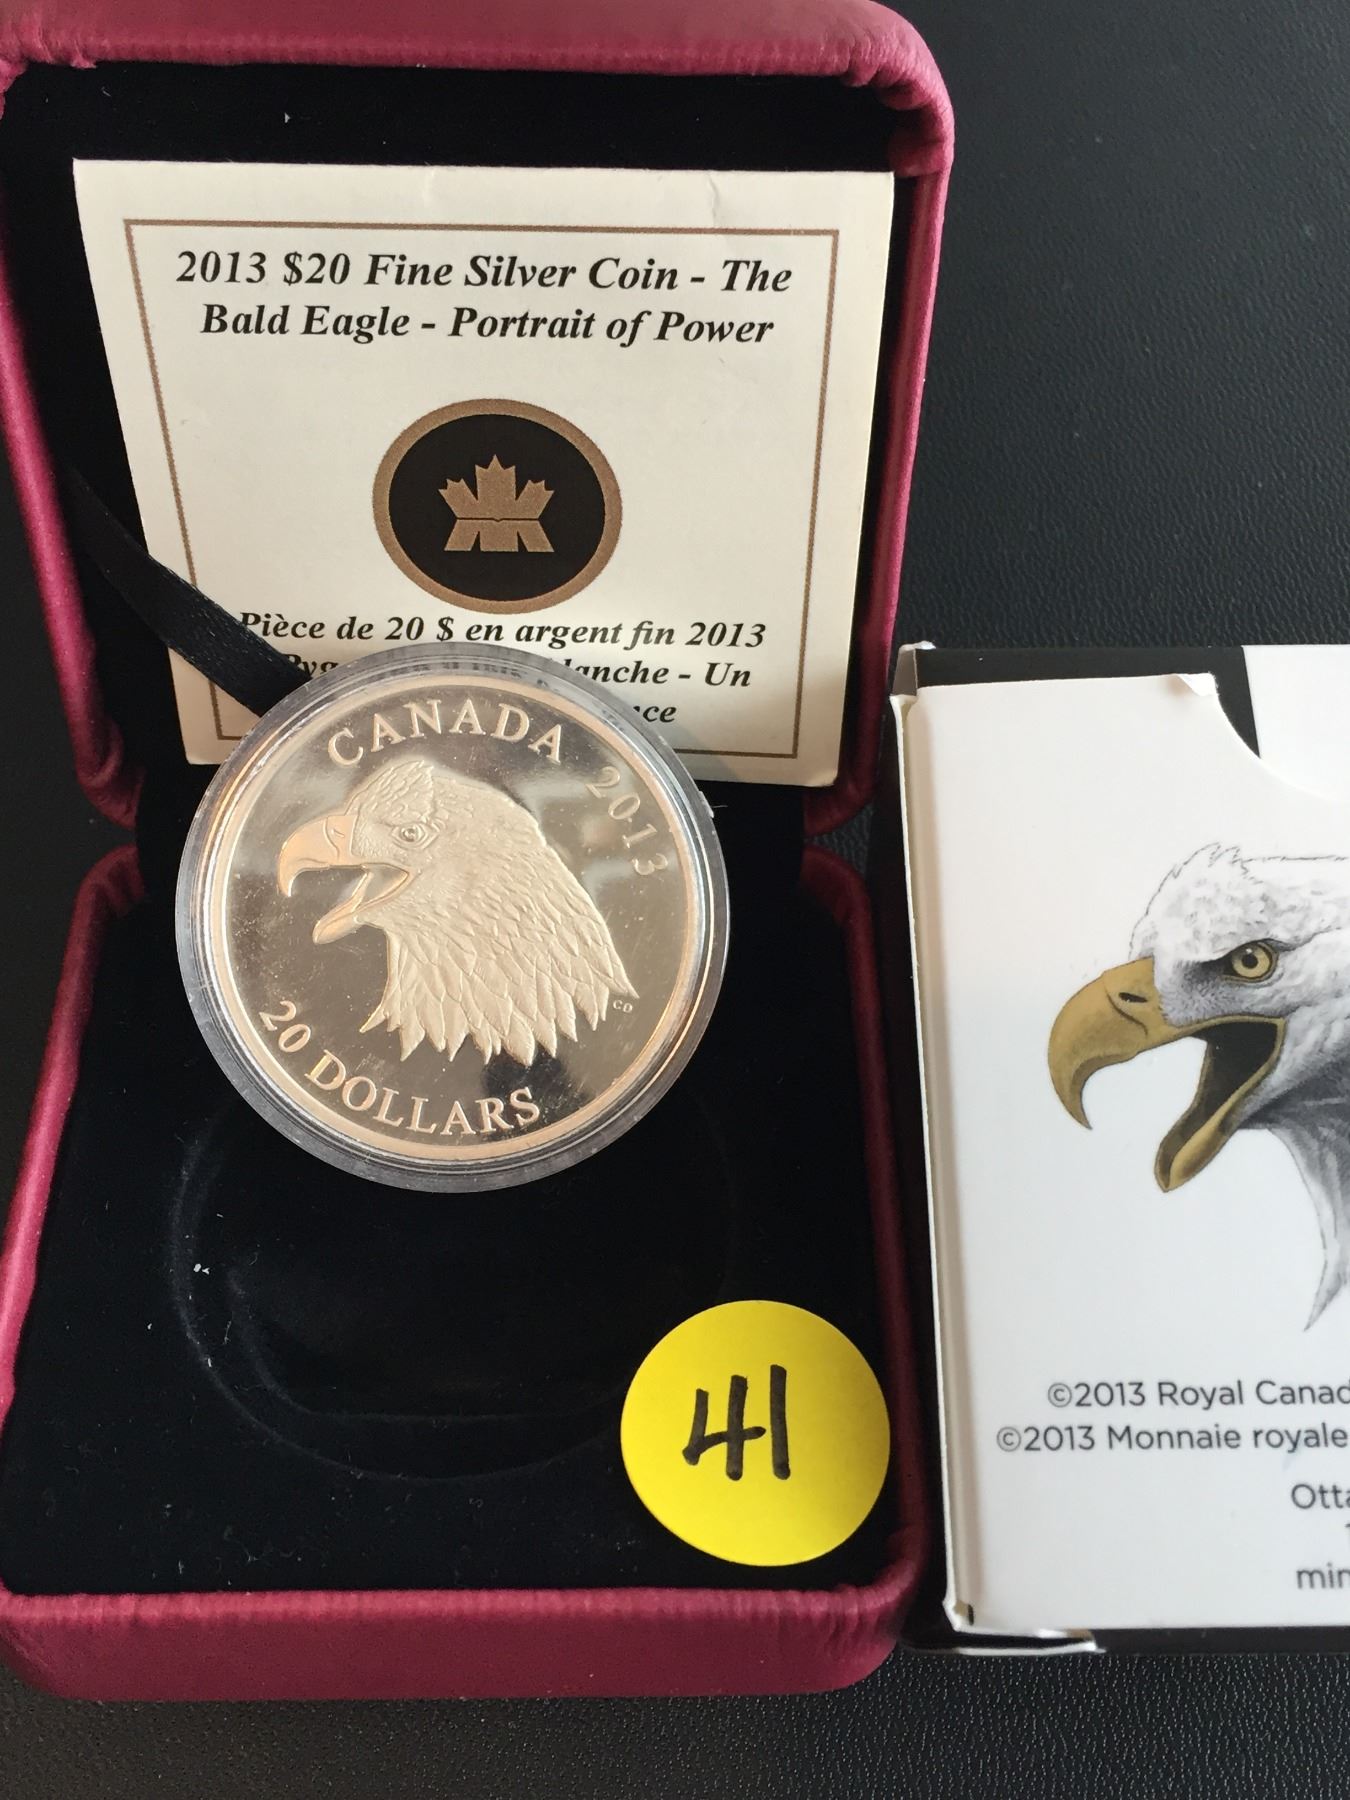 2013 $20 Fine Silver Coin - The
Bald Eagle - Portrait of Power
Pièce de 20 $ en argent fin 2013
- Un
CANADA 2013
CD
20 DOLLARS
41
©2013 Royal Canad
©2013 Monnaie royale
Otta
min